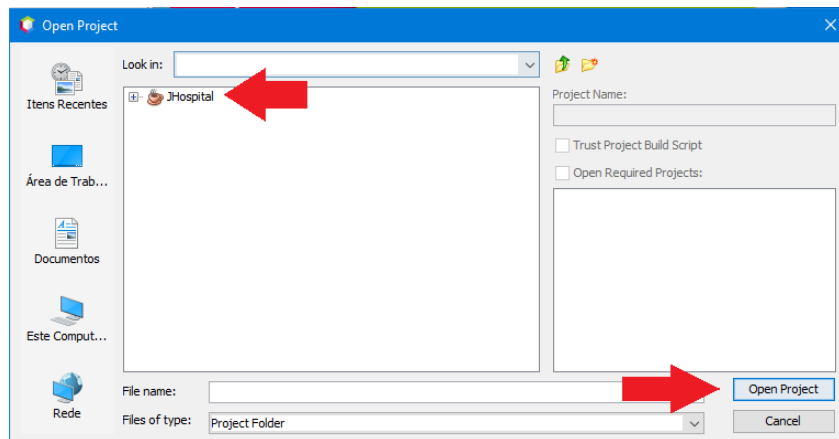 Open Project
Look in:
Itens Recentes
JHospital
Project Name:
Trust Project Build Script
Open Required Projects:
Área de Trab...
Documentos
Este Comput...
Rede
File name:
Open Project
Files of type:
Project Folder
Cancel